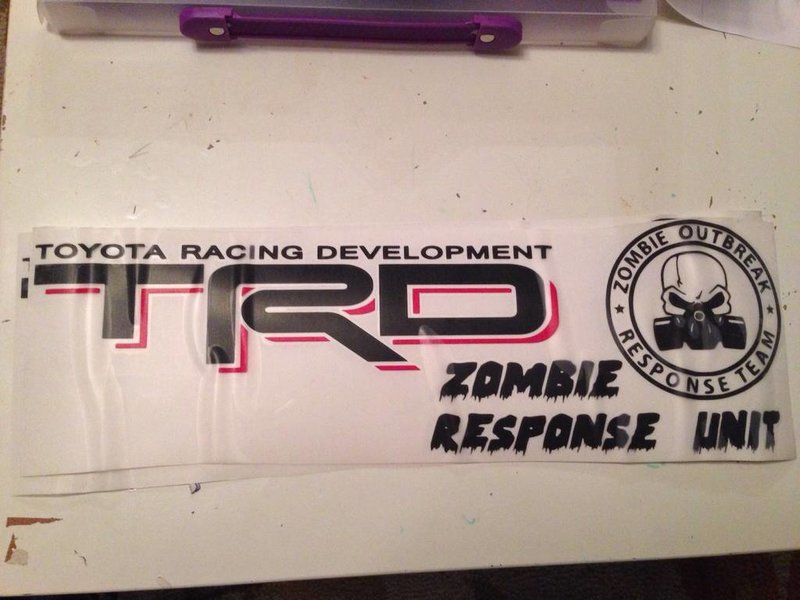 TOYOTA RACING DEVELOPMENT
TRD
ZOMBIE OUTBREAK
RESPONSE TEAM
ZOMBIE
RESPONSE UNIT